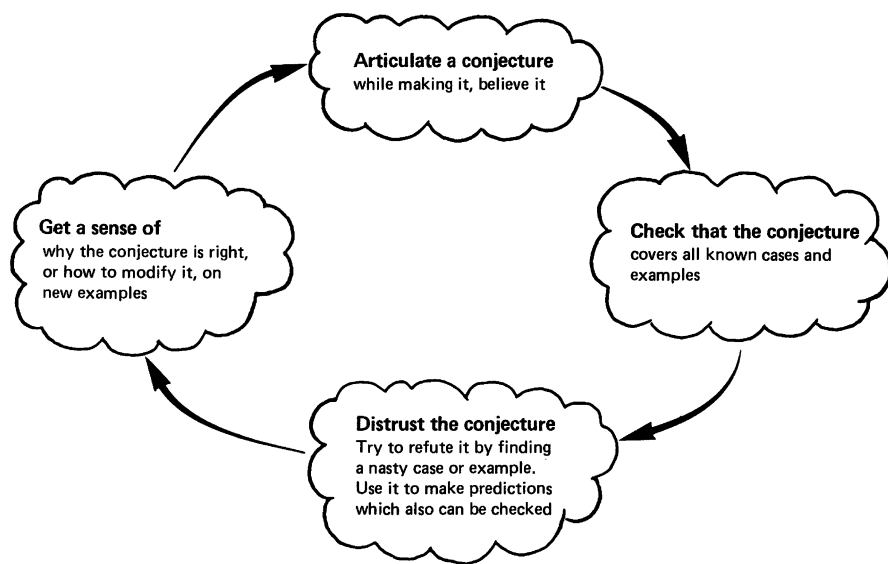 Articulate a conjecture
while making it, believe it
Check that the conjecture
covers all known cases and
examples
Distrust the conjecture
Try to refute it by finding
a nasty case or example.
Use it to make predictions
which also can be checked
Get a sense of
why the conjecture is right,
or how to modify it, on
new examples